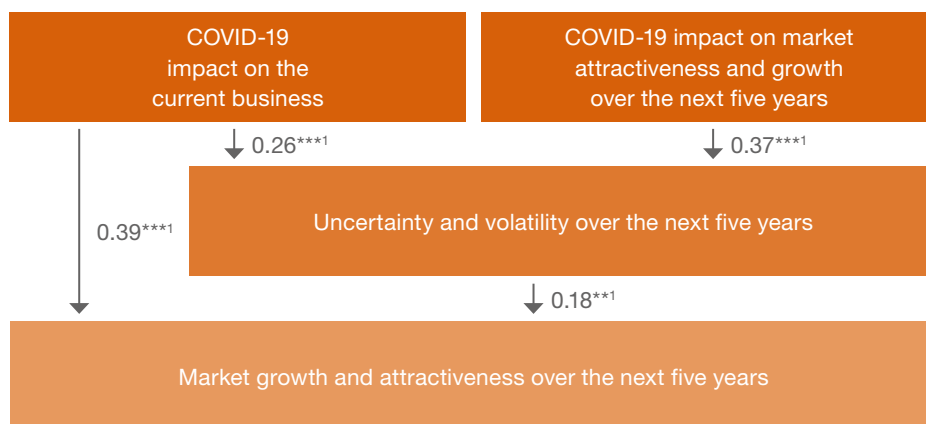 COVID-19
impact on the
current business
COVID-19 impact on market
attractiveness and growth
over the next five years
0.26***¹
0.37***¹
Uncertainty and volatility over the next five years
0.39***¹
0.18**¹
Market growth and attractiveness over the next five years